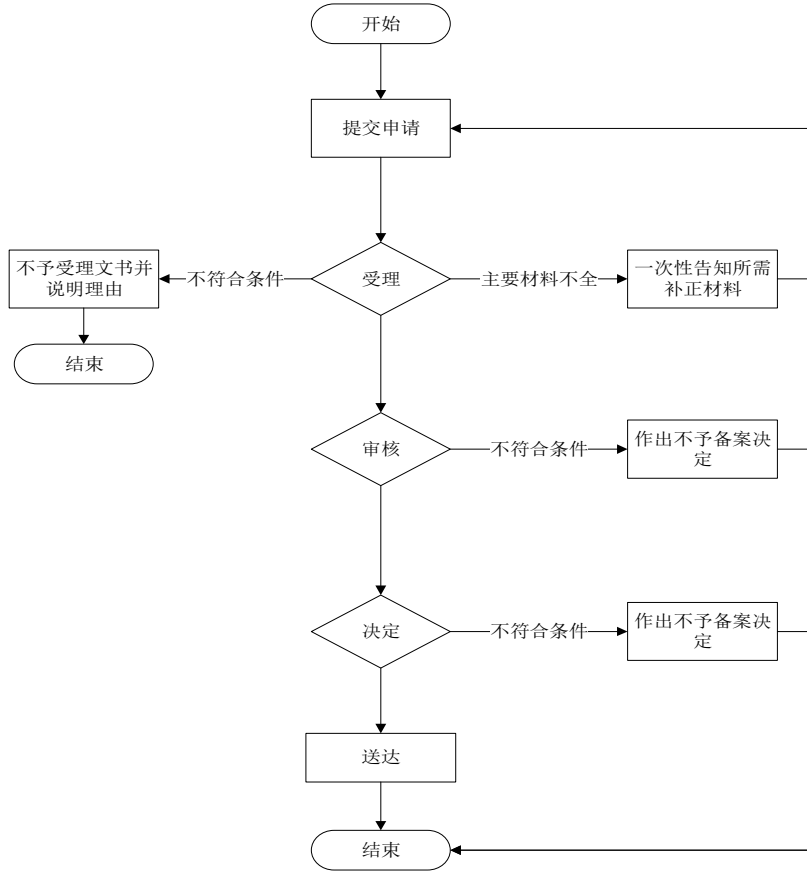 开始
提交申请
不予受理文书并
说明理由
不符合条件
受理
主要材料不全
一次性告知所需
补正材料
结束
审核
不符合条件
作出不予备案决
定
决定
不符合条件
作出不予备案决
定
送达
结束